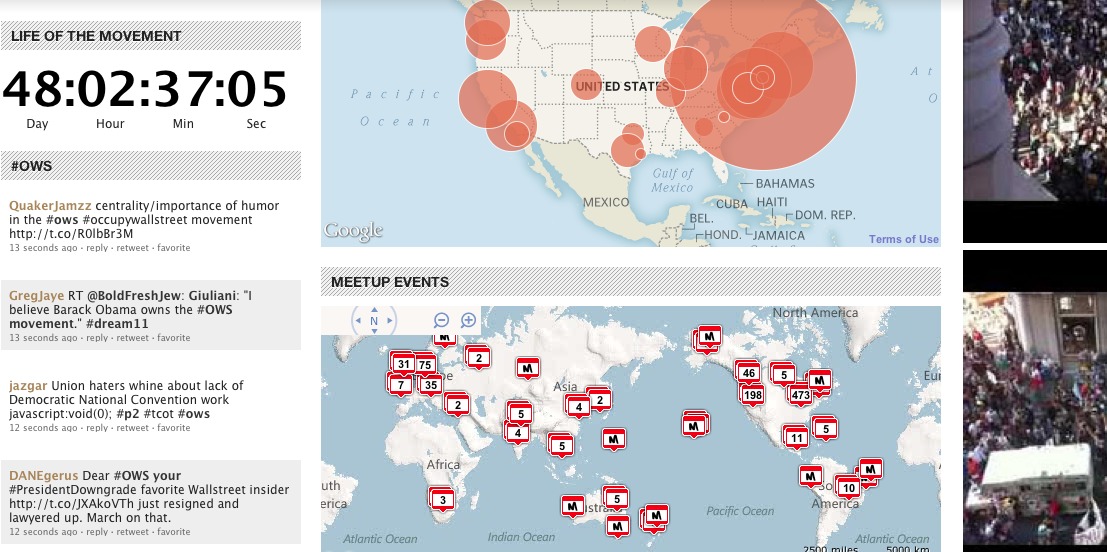 LIFE OF THE MOVEMENT
48:02:37:05
Day Hour Min Sec
#OWS
QuakerJamzz centrality/importance of humor
in the #ows #occupywallstreet movement
http://t.co/R0lbBr3M
13 seconds ago · reply · retweet · favorite
GregJaye RT @BoldFreshJew: Giuliani: "I
believe Barack Obama owns the #OWS
movement." #dream11
13 seconds ago · reply · retweet · favorite
jazgar Union haters whine about lack of
Democratic National Convention work
javascript:void(0); #p2 #tcot #ows
12 seconds ago · reply · retweet · favorite
DANEgerus Dear #OWS your
#PresidentDowngrade favorite Wallstreet insider
http://t.co/JXAkoVTh just resigned and
lawyered up. March on that.
12 seconds ago · reply · retweet · favorite
Pacific
Ocean
UNITED STATES
At
O
Gulf of
Mexico
MEXICO
BAHAMAS
CUBA
HAITI
DOM. REP.
BEL.
HOND.
JAMAICA
Google
Terms of Use
MEETUP EVENTS
N
North America
M
31
75
2
M
M
46
5
M
7
35
Asia
198
473
2
5
4
2
M
4
5
M
11
5
Africa
M
M
3
M
5
10
America
M
M
Pacific Ocean
Atlantic Ocean
Indian Ocean
Atlantic Ocean
2500 miles
5000 km